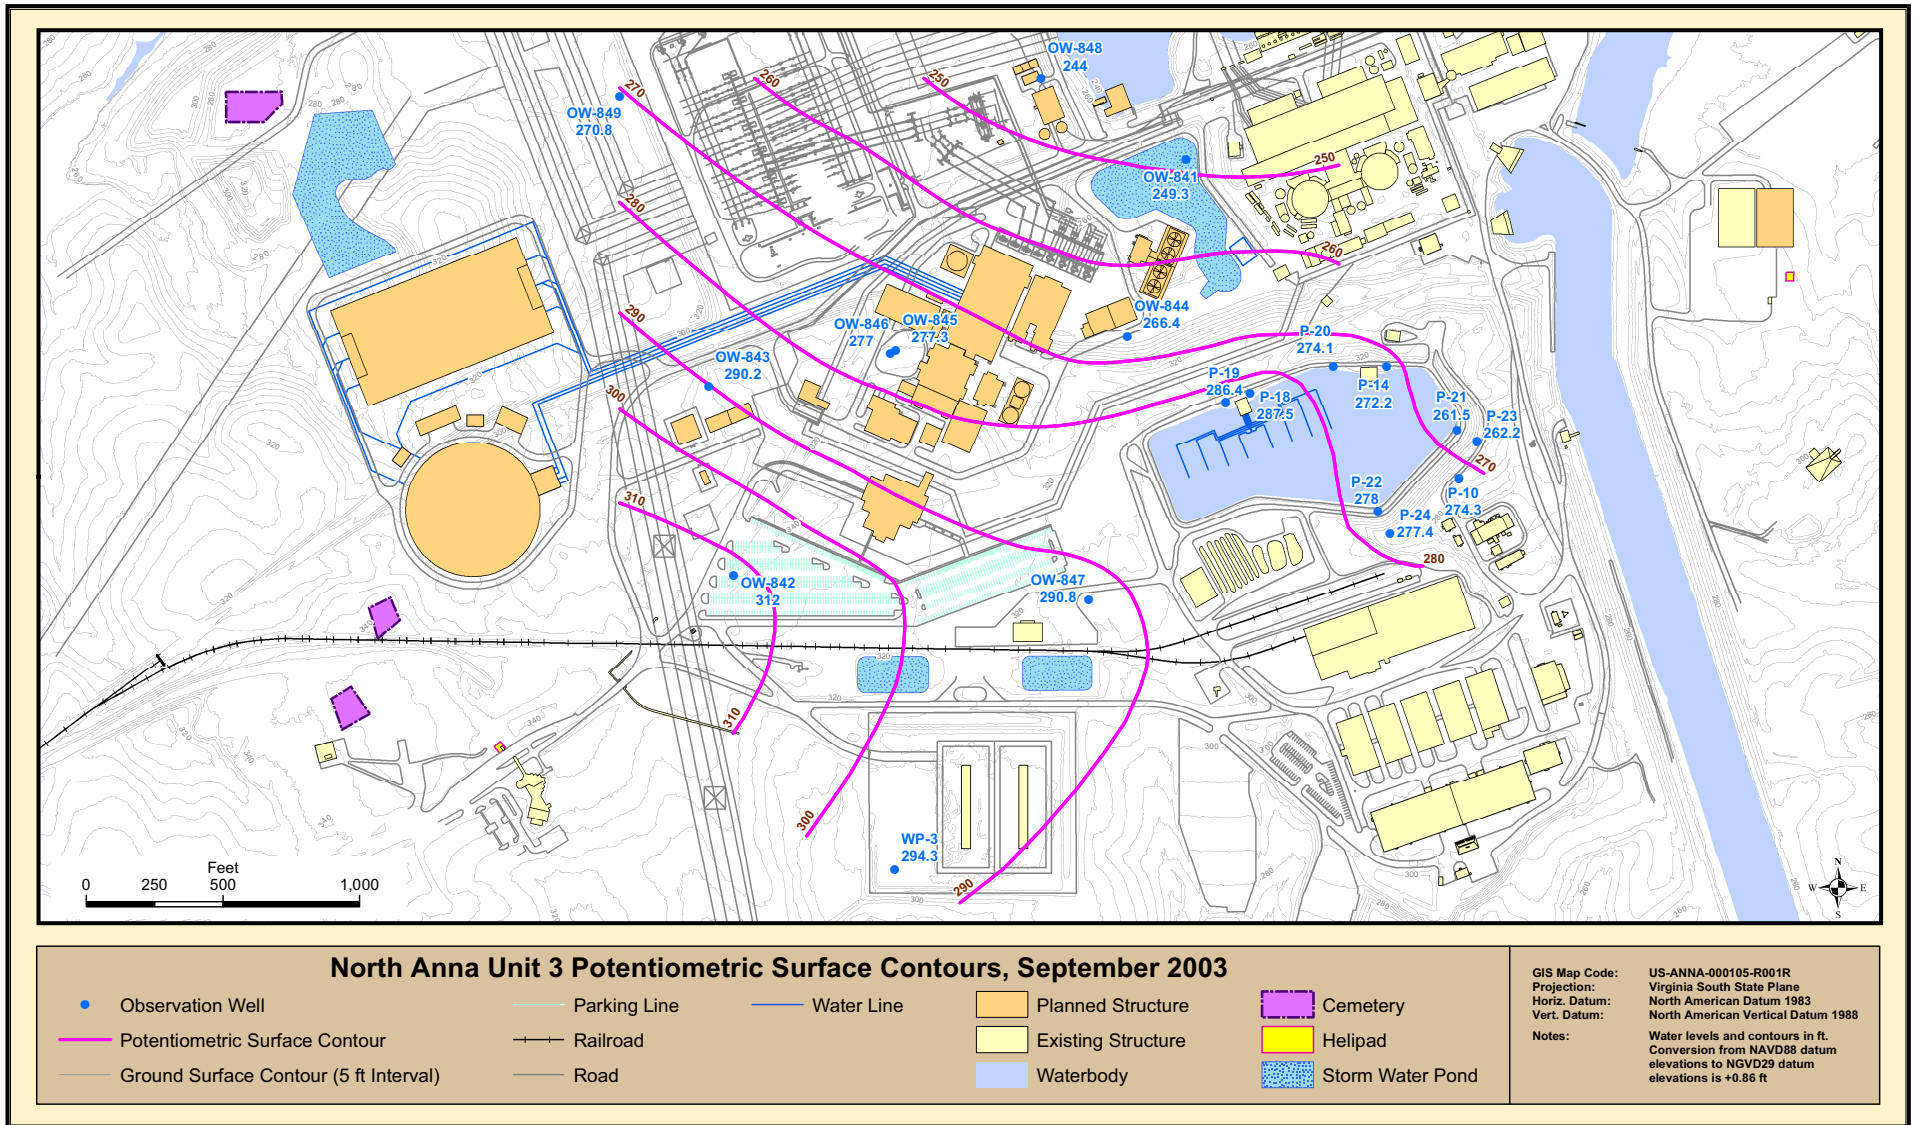 OW-848
244
OW-849
270.8
270
260
250
OW-841
249.3
250
280
260
290
OW-846
277
OW-845
277.3
OW-844
266.4
P-20
274.1
OW-843
290.2
P-19
286.4
P-18
287.5
P-14
272.2
P-21
261.5
P-23
262.2
300
270
310
P-22
278
P-10
274.3
P-24
277.4
280
OW-842
312
OW-847
290.8
310
300
WP-3
294.3
290
Feet
0 250 500 1,000
N
W E
S
North Anna Unit 3 Potentiometric Surface Contours, September 2003
Observation Well
Potentiometric Surface Contour
Ground Surface Contour (5 ft Interval)
Parking Line
Railroad
Road
Water Line
Planned Structure
Existing Structure
Waterbody
Cemetery
Helipad
Storm Water Pond
GIS Map Code: US-ANNA-000105-R001R
Projection: Virginia South State Plane
Horiz. Datum: North American Datum 1983
Vert. Datum: North American Vertical Datum 1988
Notes: Water levels and contours in ft.
Conversion from NAVD88 datum
elevations to NGVD29 datum
elevations is +0.86 ft